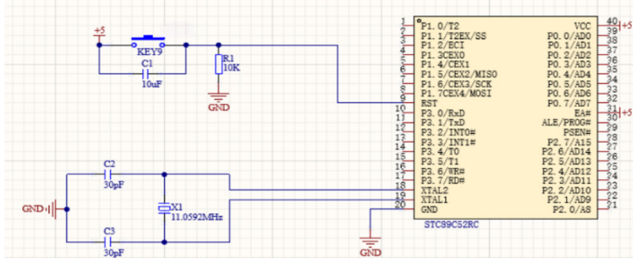 +5
KEY9
C1
10uF
R1
10K
GND
C2
30pF
GND
X1
11.0592MHz
C3
30pF
GND
1 P1.0/T2 VCC 40 +5
2 P1.1/T2EX/SS P0.0/AD0 39
3 P1.2/ECI P0.1/AD1 38
4 P1.3CEX0 P0.2/AD2 37
5 P1.4/CEX1 P0.3/AD3 36
6 P1.5/CEX2/MISO P0.4/AD4 35
7 P1.6/CEX3/SCK P0.5/AD5 34
8 P1.7CEX4/MOSI P0.6/AD6 33
9 RST P0.7/AD7 32
10 P3.0/RxD EA# 31 +5
11 P3.1/TxD ALE/PROG# 30
12 P3.2/INT0# PSEN# 29
13 P3.3/INT1# P2.7/A15 28
14 P3.4/T0 P2.6/AD14 27
15 P3.5/T1 P2.5/AD13 26
16 P3.6/WR# P2.4/AD12 25
17 P3.7/RD# P2.3/AD11 24
18 XTAL2 P2.2/AD10 23
19 XTAL1 P2.1/AD9 22
20 GND P2.0/A8 21
STC89C52RC